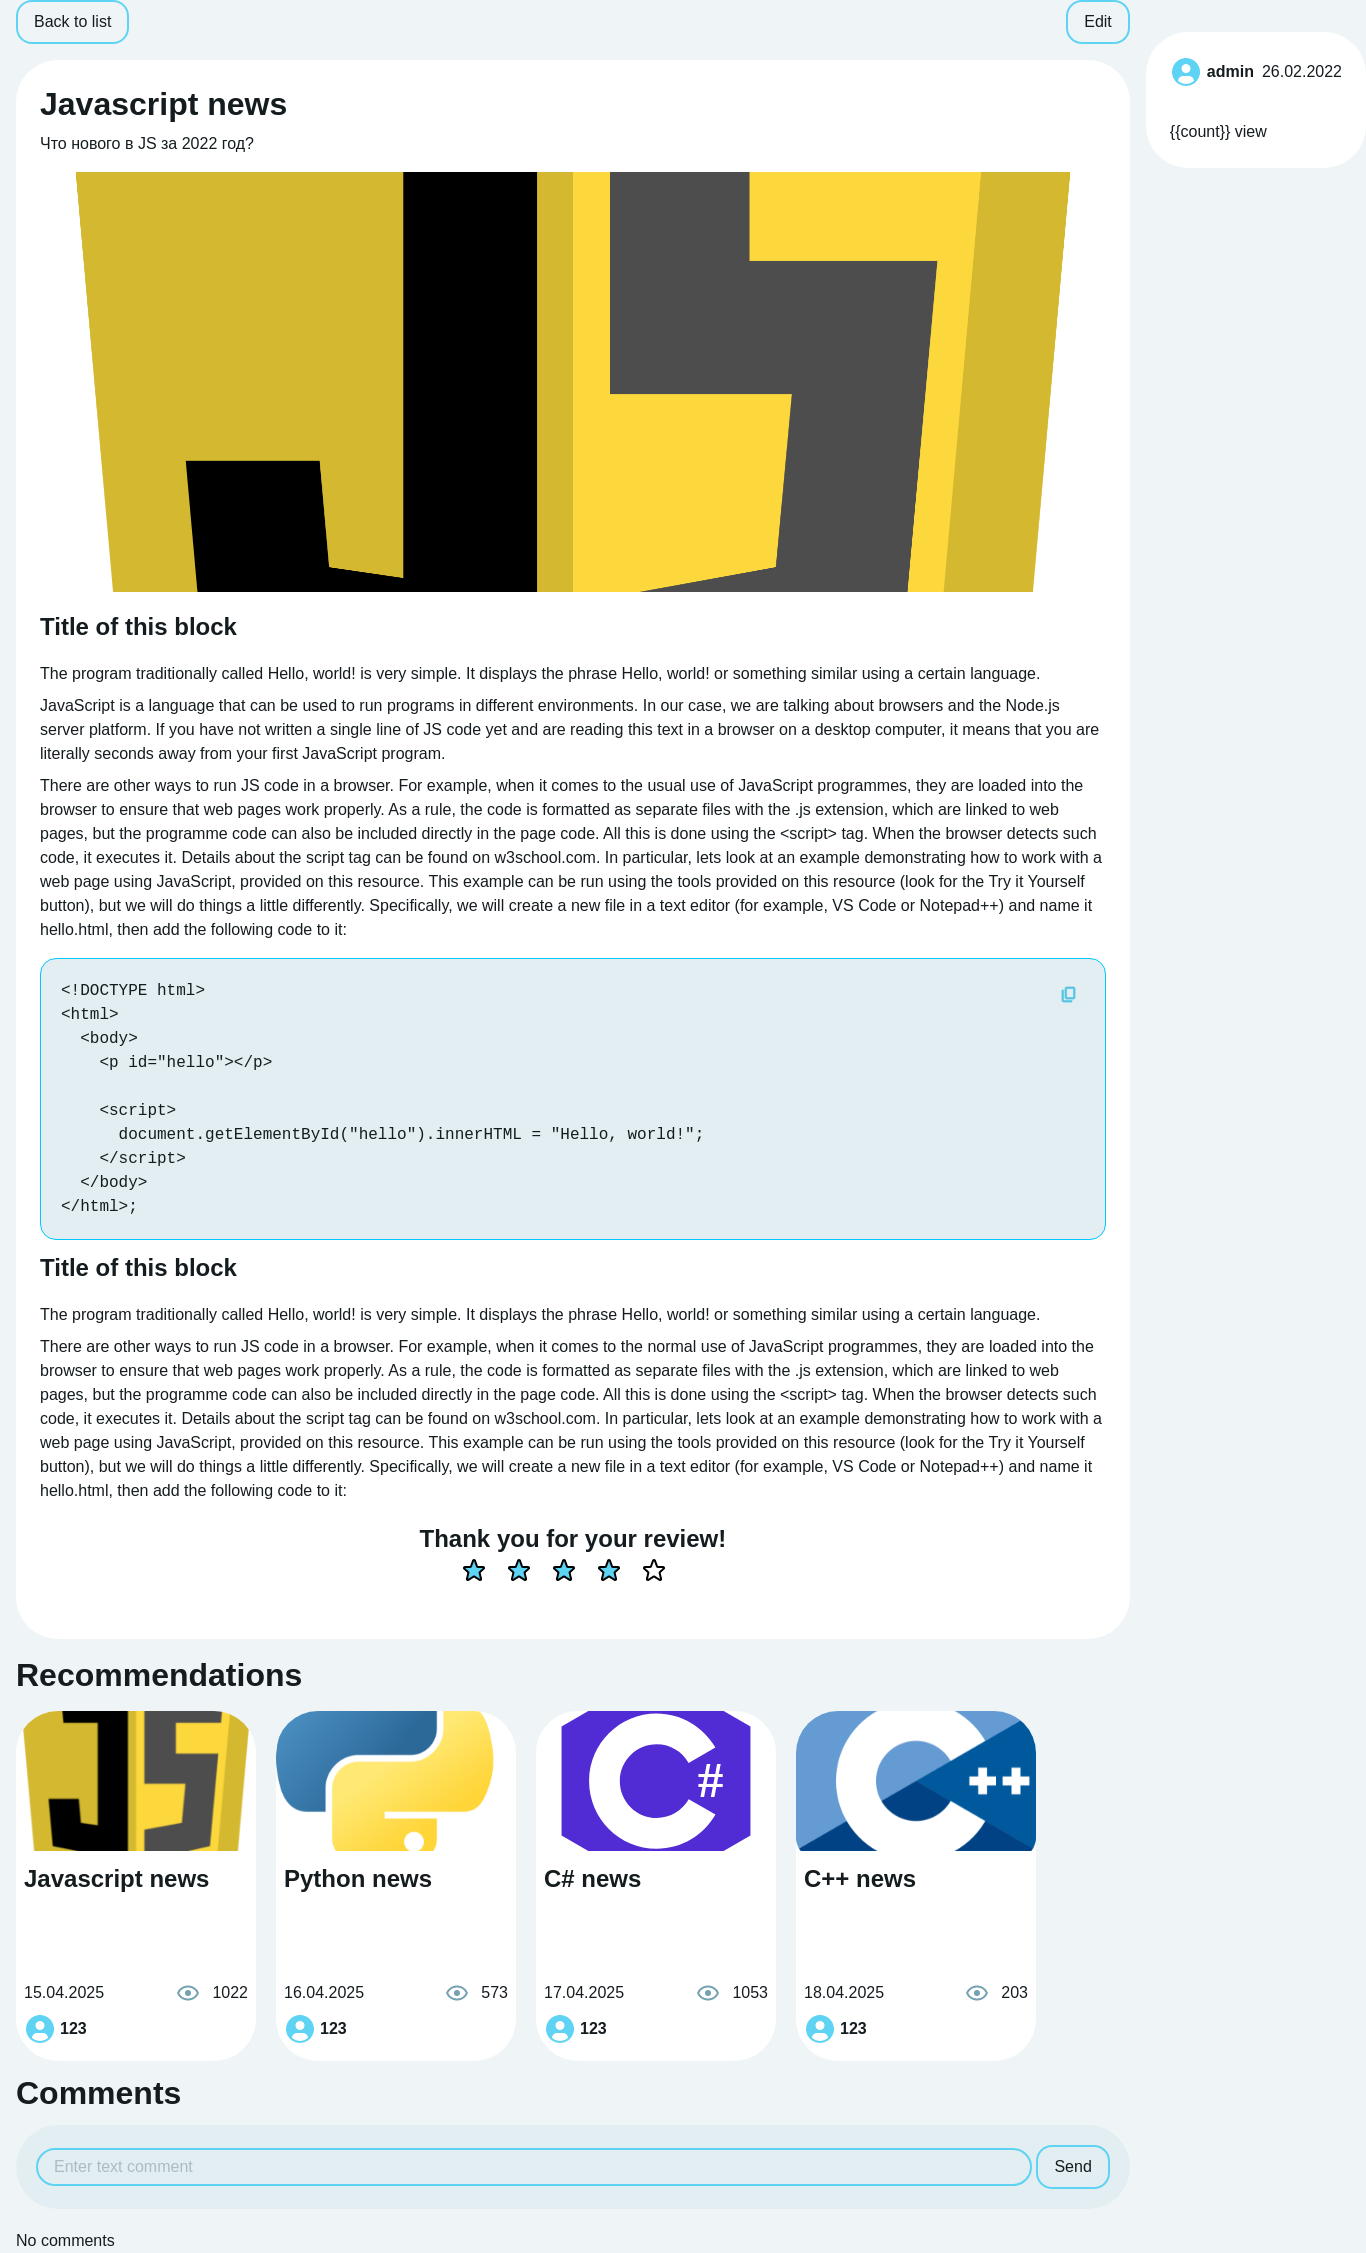 Back to list
Edit
admin 26.02.2022
{{count}} view
Javascript news
Что нового в JS за 2022 год?
JS
Title of this block
The program traditionally called Hello, world! is very simple. It displays the phrase Hello, world! or something similar using a certain language.
JavaScript is a language that can be used to run programs in different environments. In our case, we are talking about browsers and the Node.js
server platform. If you have not written a single line of JS code yet and are reading this text in a browser on a desktop computer, it means that you are
literally seconds away from your first JavaScript program.
There are other ways to run JS code in a browser. For example, when it comes to the usual use of JavaScript programmes, they are loaded into the
browser to ensure that web pages work properly. As a rule, the code is formatted as separate files with the .js extension, which are linked to web
pages, but the programme code can also be included directly in the page code. All this is done using the <script> tag. When the browser detects such
code, it executes it. Details about the script tag can be found on w3school.com. In particular, lets look at an example demonstrating how to work with a
web page using JavaScript, provided on this resource. This example can be run using the tools provided on this resource (look for the Try it Yourself
button), but we will do things a little differently. Specifically, we will create a new file in a text editor (for example, VS Code or Notepad++) and name it
hello.html, then add the following code to it:
<!DOCTYPE html>
<html>
  <body>
    <p id="hello"></p>

    <script>
      document.getElementById("hello").innerHTML = "Hello, world!";
    </script>
  </body>
</html>;
Title of this block
The program traditionally called Hello, world! is very simple. It displays the phrase Hello, world! or something similar using a certain language.
There are other ways to run JS code in a browser. For example, when it comes to the normal use of JavaScript programmes, they are loaded into the
browser to ensure that web pages work properly. As a rule, the code is formatted as separate files with the .js extension, which are linked to web
pages, but the programme code can also be included directly in the page code. All this is done using the <script> tag. When the browser detects such
code, it executes it. Details about the script tag can be found on w3school.com. In particular, lets look at an example demonstrating how to work with a
web page using JavaScript, provided on this resource. This example can be run using the tools provided on this resource (look for the Try it Yourself
button), but we will do things a little differently. Specifically, we will create a new file in a text editor (for example, VS Code or Notepad++) and name it
hello.html, then add the following code to it:
Thank you for your review!
Recommendations
JS
Javascript news
15.04.2025 1022
123
Python news
16.04.2025 573
123
C#
C# news
17.04.2025 1053
123
C++
C++ news
18.04.2025 203
123
Comments
Enter text comment
Send
No comments